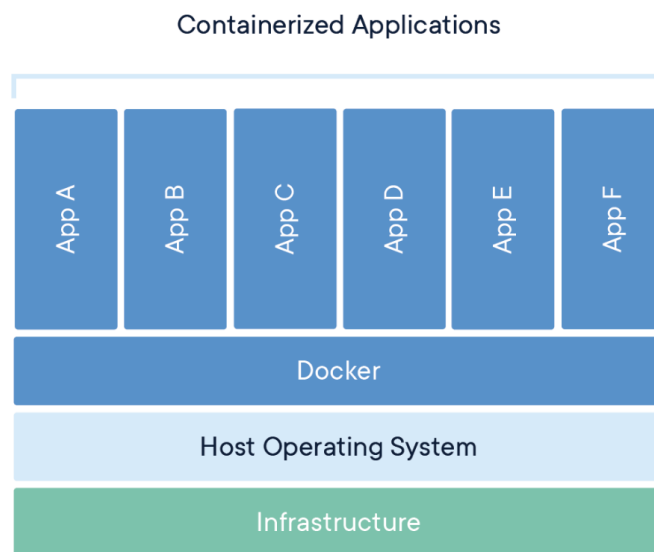 Containerized Applications
App A
App B
App C
App D
App E
App F
Docker
Host Operating System
Infrastructure